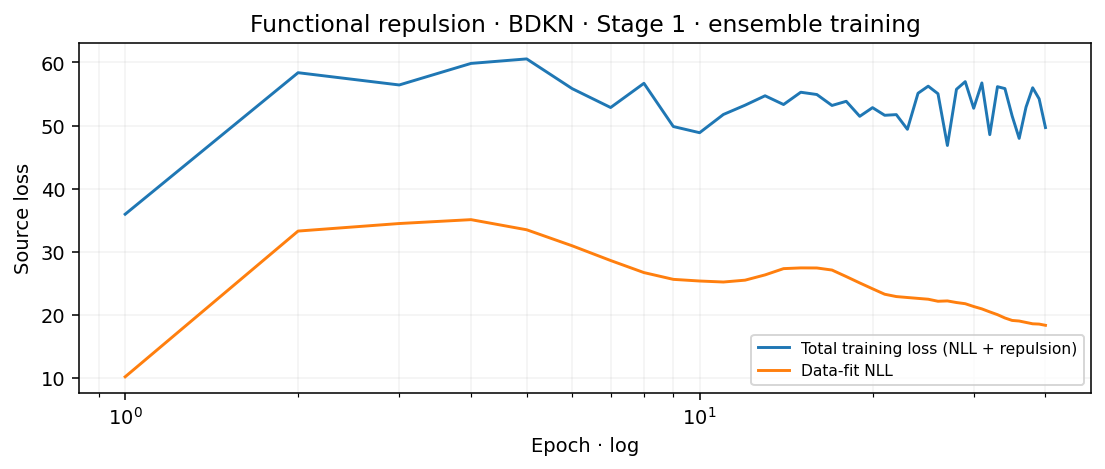 Functional repulsion · BDKN · Stage 1 · ensemble training
Source loss
60
50
40
30
20
10
10⁰
10¹
Epoch · log
Total training loss (NLL + repulsion)
Data-fit NLL